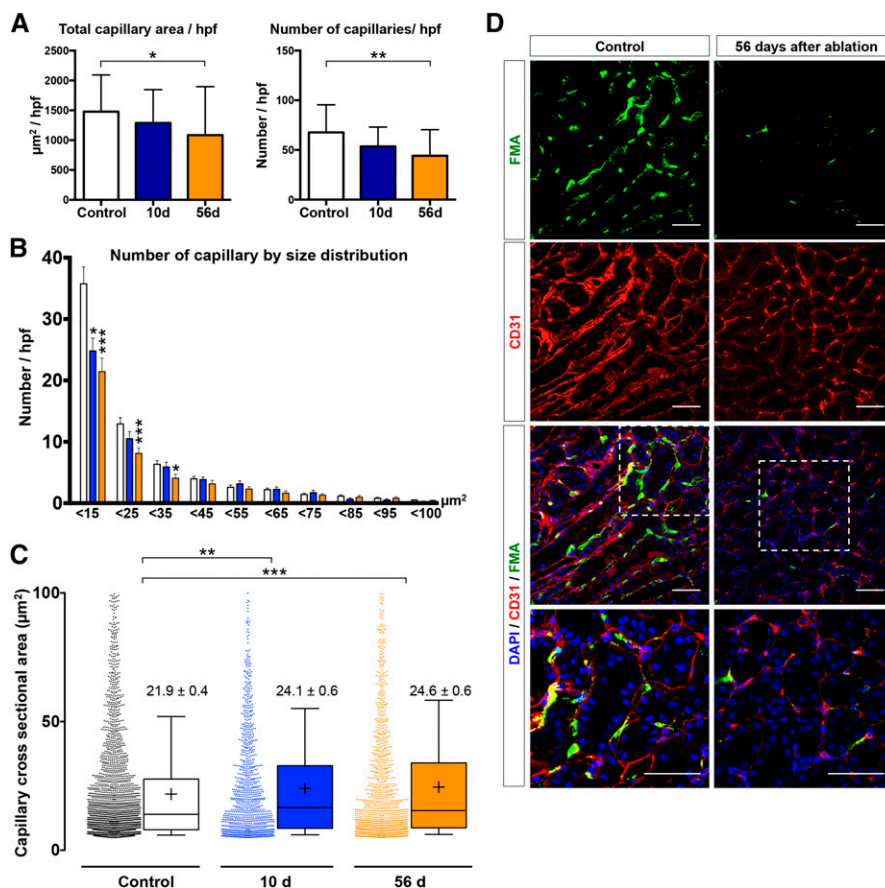 A
Total capillary area / hpf
*
2500
2000
1500
1000
500
0
µm² / hpf
Control
10d
56d
Number of capillaries/ hpf
**
150
100
50
0
Number / hpf
Control
10d
56d
B
Number of capillary by size distribution
40
30
20
10
0
Number / hpf
*
***
***
*
<15
<25
<35
<45
<55
<65
<75
<85
<95
<100
µm²
C
**
***
100
50
0
Capillary cross sectional area (µm²)
21.9 ± 0.4
24.1 ± 0.6
24.6 ± 0.6
Control
10 d
56 d
D
Control
56 days after ablation
FMA
CD31
DAPI / CD31 / FMA